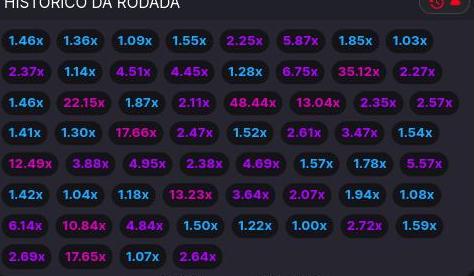 HISTÓRICO DA RODADA
1.46x 1.36x 1.09x 1.55x 2.25x 5.87x 1.85x 1.03x
2.37x 1.14x 4.51x 4.45x 1.28x 6.75x 35.12x 2.27x
1.46x 22.15x 1.87x 2.11x 48.44x 13.04x 2.35x 2.57x
1.41x 1.30x 17.66x 2.47x 1.52x 2.61x 3.47x 1.54x
12.49x 3.88x 4.95x 2.38x 4.69x 1.57x 1.78x 5.57x
1.42x 1.04x 1.18x 13.23x 3.64x 2.07x 1.94x 1.08x
6.14x 10.84x 4.84x 1.50x 1.22x 1.00x 2.72x 1.59x
2.69x 17.65x 1.07x 2.64x